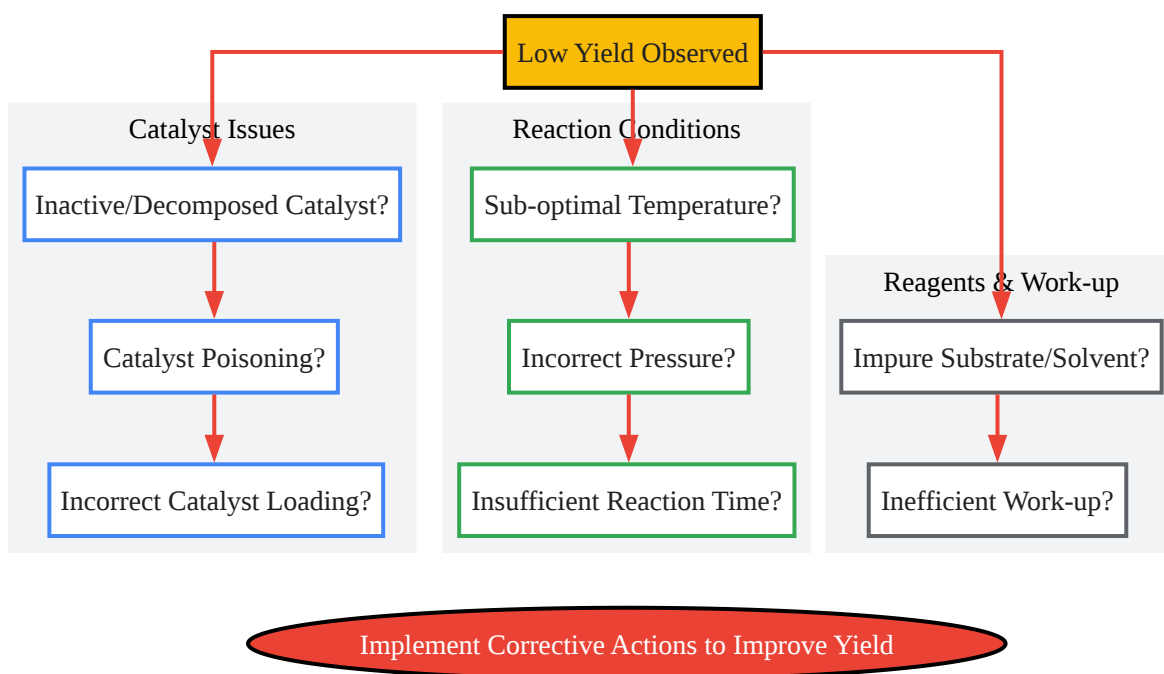 Low Yield Observed
Catalyst Issues
Inactive/Decomposed Catalyst?
Catalyst Poisoning?
Incorrect Catalyst Loading?
Reaction Conditions
Sub-optimal Temperature?
Incorrect Pressure?
Insufficient Reaction Time?
Reagents & Work-up
Impure Substrate/Solvent?
Inefficient Work-up?
Implement Corrective Actions to Improve Yield